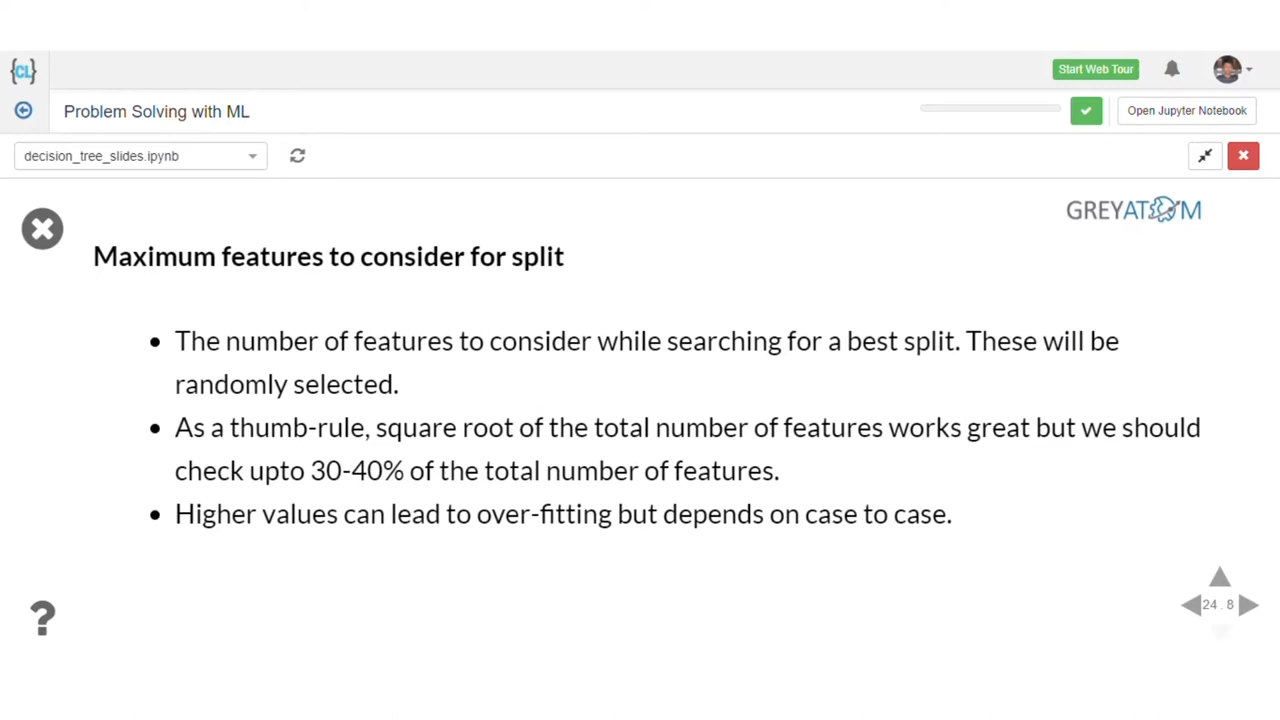 {CL}
Start Web Tour
Problem Solving with ML
Open Jupyter Notebook
decision_tree_slides.ipynb
GREYATOM
Maximum features to consider for split
• The number of features to consider while searching for a best split. These will be
randomly selected.
• As a thumb-rule, square root of the total number of features works great but we should
check upto 30-40% of the total number of features.
• Higher values can lead to over-fitting but depends on case to case.
24.8
?